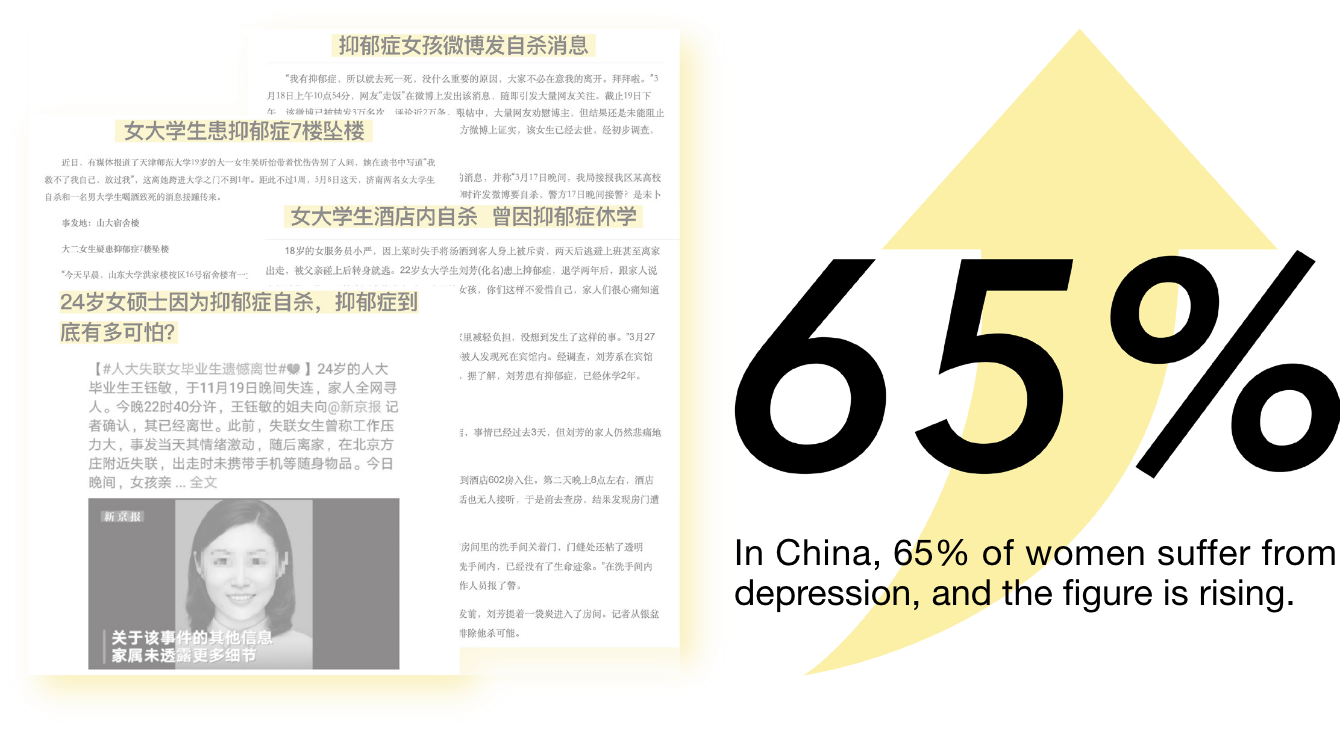 抑郁症女孩微博发自杀消息
“我有抑郁症，所以就去死一死，没什么重要的原因，大家不必在意我的离开。拜拜啦。”3
月18日上午10点54分，网友“走饭”在微博上发出该消息，随即引发大量网友关注。截止19日下
午，该微博已被转发3万多次，评论近2万条。跟帖中，大量网友劝慰博主，但结果还是未能阻止
方微博上证实，该女生已经去世，经初步调查，
的消息，并称“3月17日晚间，我局接报我区某高校
时许发微博要自杀，警方17日晚间接警？是未卜
女大学生患抑郁症7楼坠楼
近日，有媒体报道了天津师范大学19岁的大一女生吴昕怡带着忧伤告别了人间，她在遗书中写道“我
救不了我自己，放过我”，这离她跨进大学之门不到1年。距此不过1周，5月8日这天，济南两名女大学生
自杀和一名男大学生喝酒致死的消息接踵传来。
事发地：山大宿舍楼
大二女生疑患抑郁症7楼坠楼
“今天早晨，山东大学洪家楼校区16号宿舍楼有一
女大学生酒店内自杀 曾因抑郁症休学
18岁的女服务员小严，因上菜时失手将汤洒到客人身上被斥责，两天后逃避上班甚至离家
出走，被父亲碰上后转身就逃。22岁女大学生刘芳(化名)患上抑郁症，退学两年后，跟家人说
女孩，你们这样不爱惜自己，家人们很心痛知道
里减轻负担，没想到发生了这样的事。”3月27
被人发现死在宾馆内。经调查，刘芳系在宾馆
，据了解，刘芳患有抑郁症，已经休学2年。
，事情已经过去3天，但刘芳的家人仍然悲痛地
到酒店602房入住。第二天晚上8点左右，酒店
话也无人接听，于是前去查房，结果发现房门遭
房间里的洗手间关着门，门缝处还粘了透明
洗手间内，已经没有了生命迹象。“在洗手间内
作人员报了警。
发前，刘芳提着一袋炭进入了房间。记者从银盆
排除他杀可能。
24岁女硕士因为抑郁症自杀，抑郁症到
底有多可怕?
【#人大失联女毕业生遗憾离世#💔】24岁的人大
毕业生王钰敏，于11月19日晚间失连，家人全网寻
人。今晚22时40分许，王钰敏的姐夫向@新京报 记
者确认，其已经离世。此前，失联女生曾称工作压
力大，事发当天其情绪激动，随后离家，在北京方
庄附近失联，出走时未携带手机等随身物品。今日
晚间，女孩亲 ... 全文
新京报
关于该事件的其他信息
家属未透露更多细节
65%
In China, 65% of women suffer from
depression, and the figure is rising.